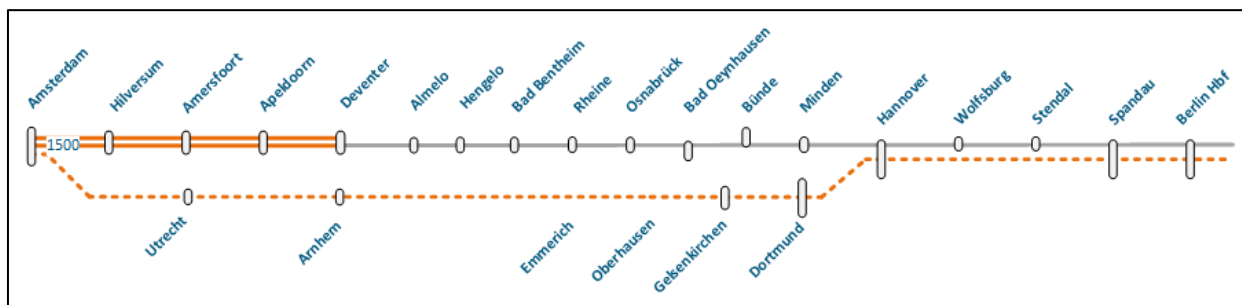 Amsterdam
Hilversum
Amersfoort
Apeldoorn
Deventer
Almelo
Hengelo
Bad Bentheim
Rheine
Osnabrück
Bad Oeynhausen
Bünde
Minden
Hannover
Wolfsburg
Stendal
Spandau
Berlin Hbf
1500
Utrecht
Arnhem
Emmerich
Oberhausen
Gelsenkirchen
Dortmund